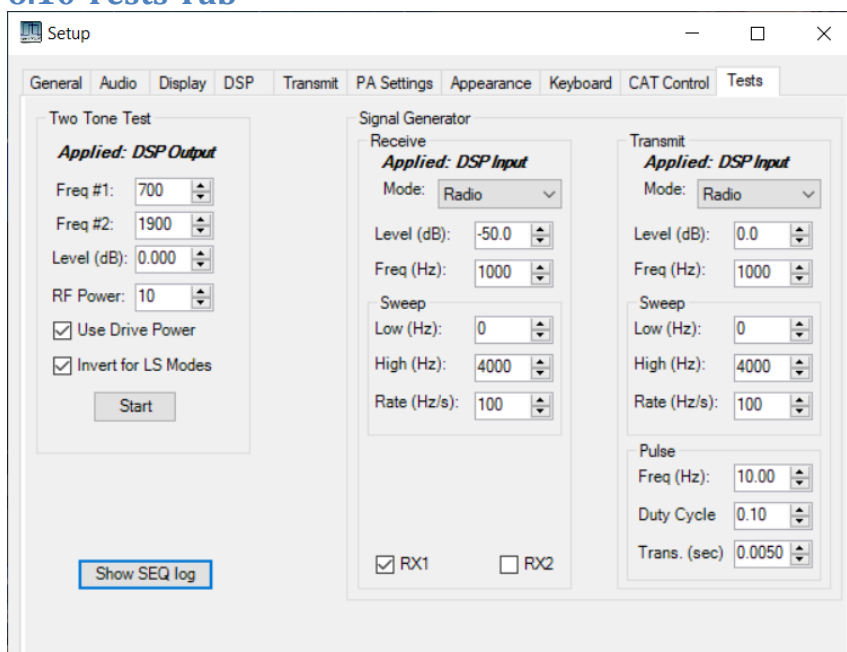 8.10 Tests Tab
Setup
General Audio Display DSP Transmit PA Settings Appearance Keyboard CAT Control Tests
Two Tone Test
Applied: DSP Output
Freq #1: 700
Freq #2: 1900
Level (dB): 0.000
RF Power: 10
Use Drive Power
Invert for LS Modes
Start
Show SEQ log
Signal Generator
Receive
Applied: DSP Input
Mode: Radio
Level (dB): -50.0
Freq (Hz): 1000
Sweep
Low (Hz): 0
High (Hz): 4000
Rate (Hz/s): 100
RX1 RX2
Transmit
Applied: DSP Input
Mode: Radio
Level (dB): 0.0
Freq (Hz): 1000
Sweep
Low (Hz): 0
High (Hz): 4000
Rate (Hz/s): 100
Pulse
Freq (Hz): 10.00
Duty Cycle 0.10
Trans. (sec) 0.0050